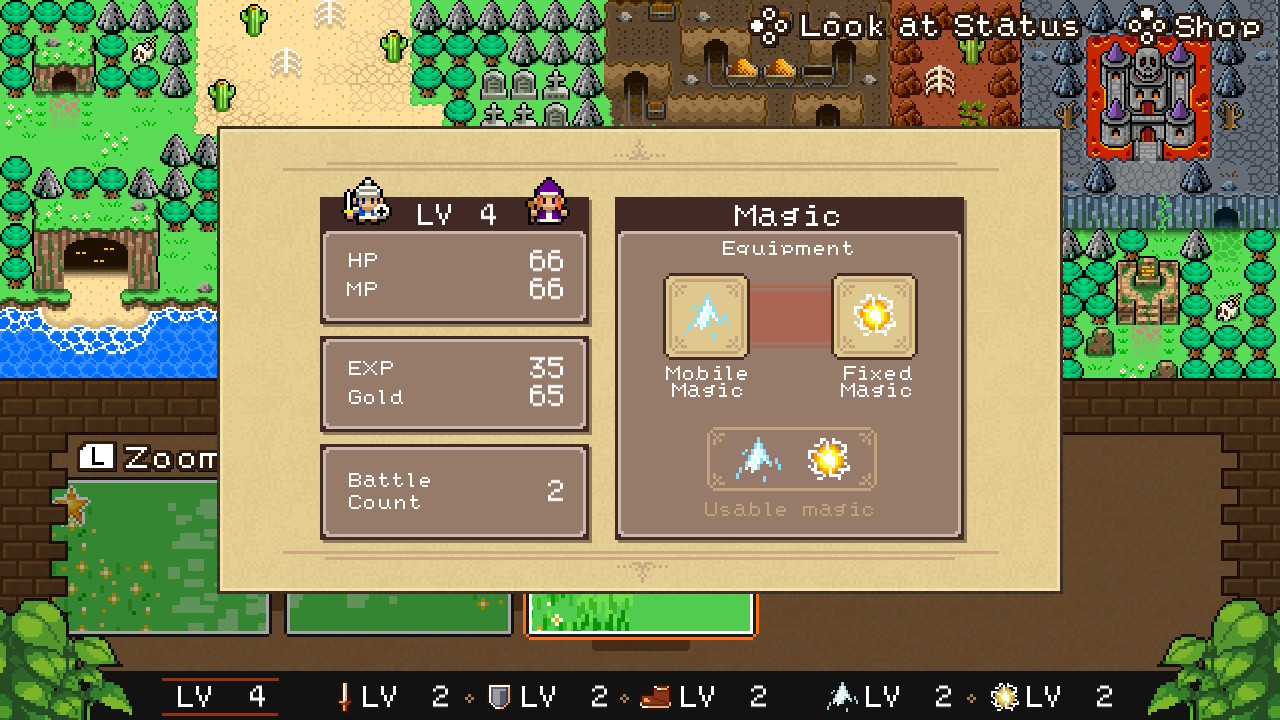 Look at Status
Shop
LV 4
HP 66
MP 66
EXP 35
Gold 65
Battle
Count 2
Magic
Equipment
Mobile
Magic
Fixed
Magic
Usable magic
L Zoom
LV 4
LV 2
LV 2
LV 2
LV 2
LV 2